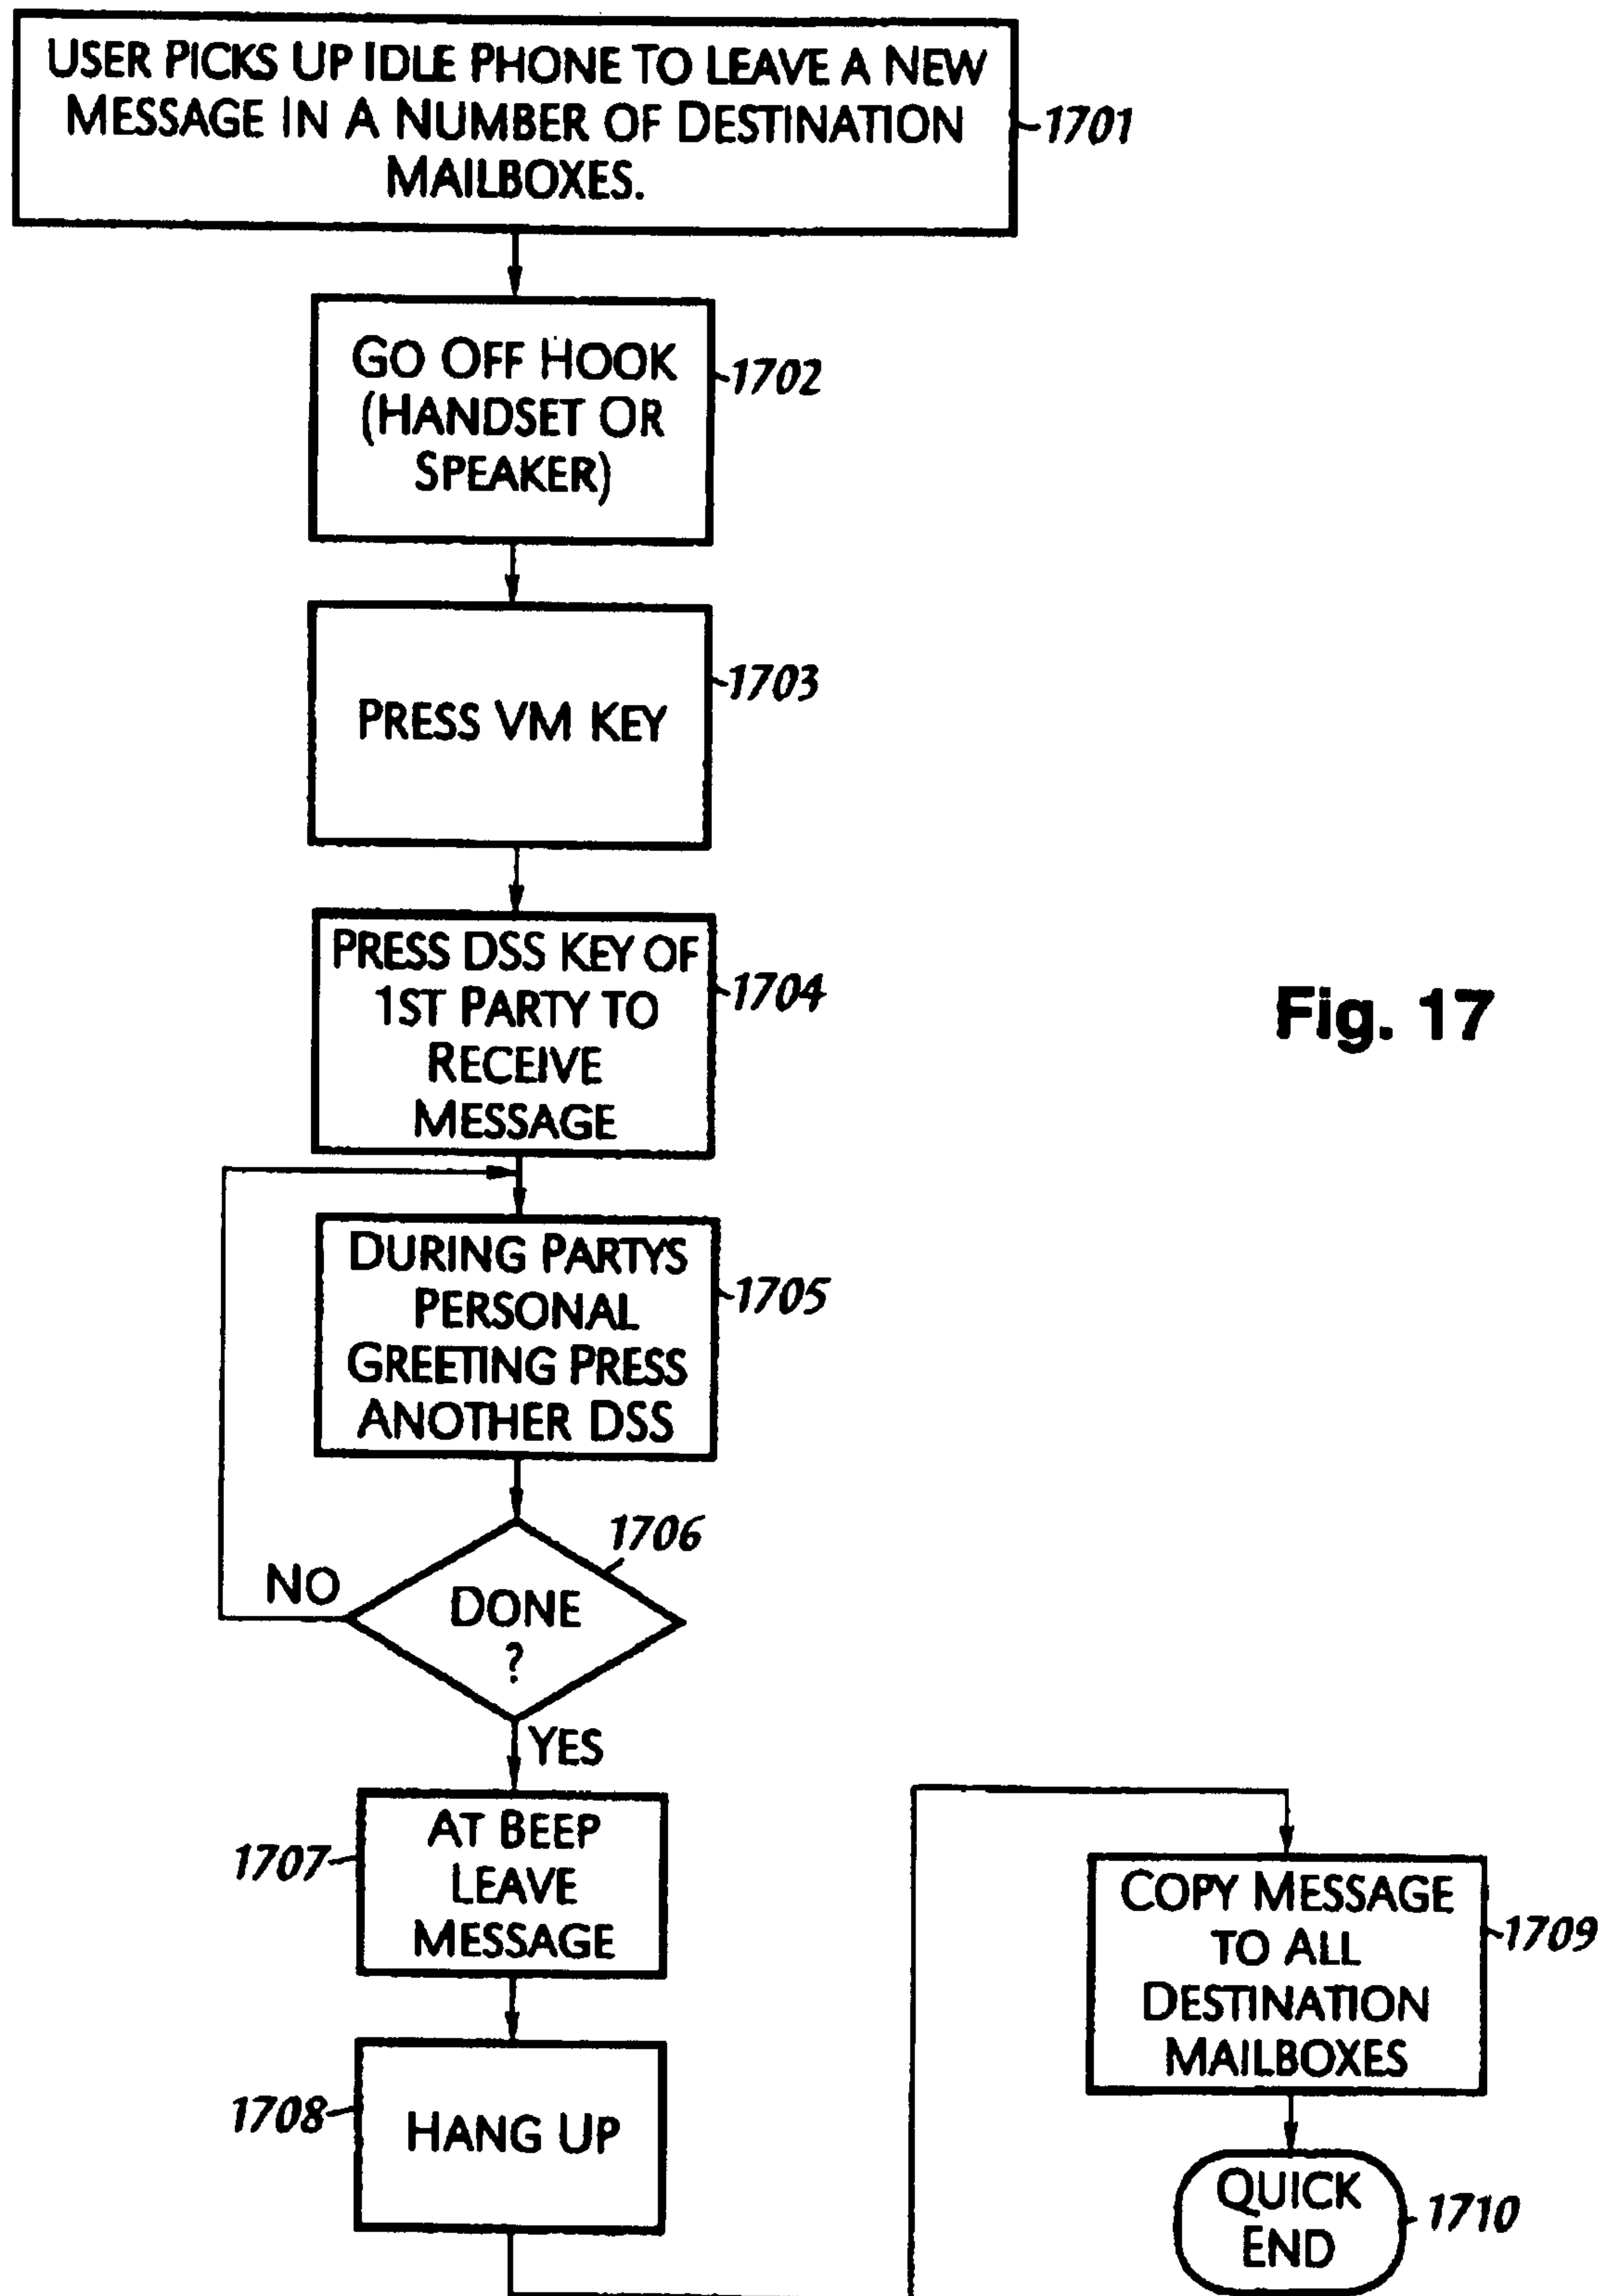 USER PICKS UP IDLE PHONE TO LEAVE A NEW
MESSAGE IN A NUMBER OF DESTINATION
MAILBOXES.
1701
GO OFF HOOK
(HANDSET OR
SPEAKER)
1702
PRESS VM KEY
1703
PRESS DSS KEY OF
1ST PARTY TO
RECEIVE
MESSAGE
1704
Fig. 17
DURING PARTY'S
PERSONAL
GREETING PRESS
ANOTHER DSS
1705
1706
NO
DONE
?
YES
AT BEEP
LEAVE
MESSAGE
1707
HANG UP
1708
COPY MESSAGE
TO ALL
DESTINATION
MAILBOXES
1709
QUICK
END
1710